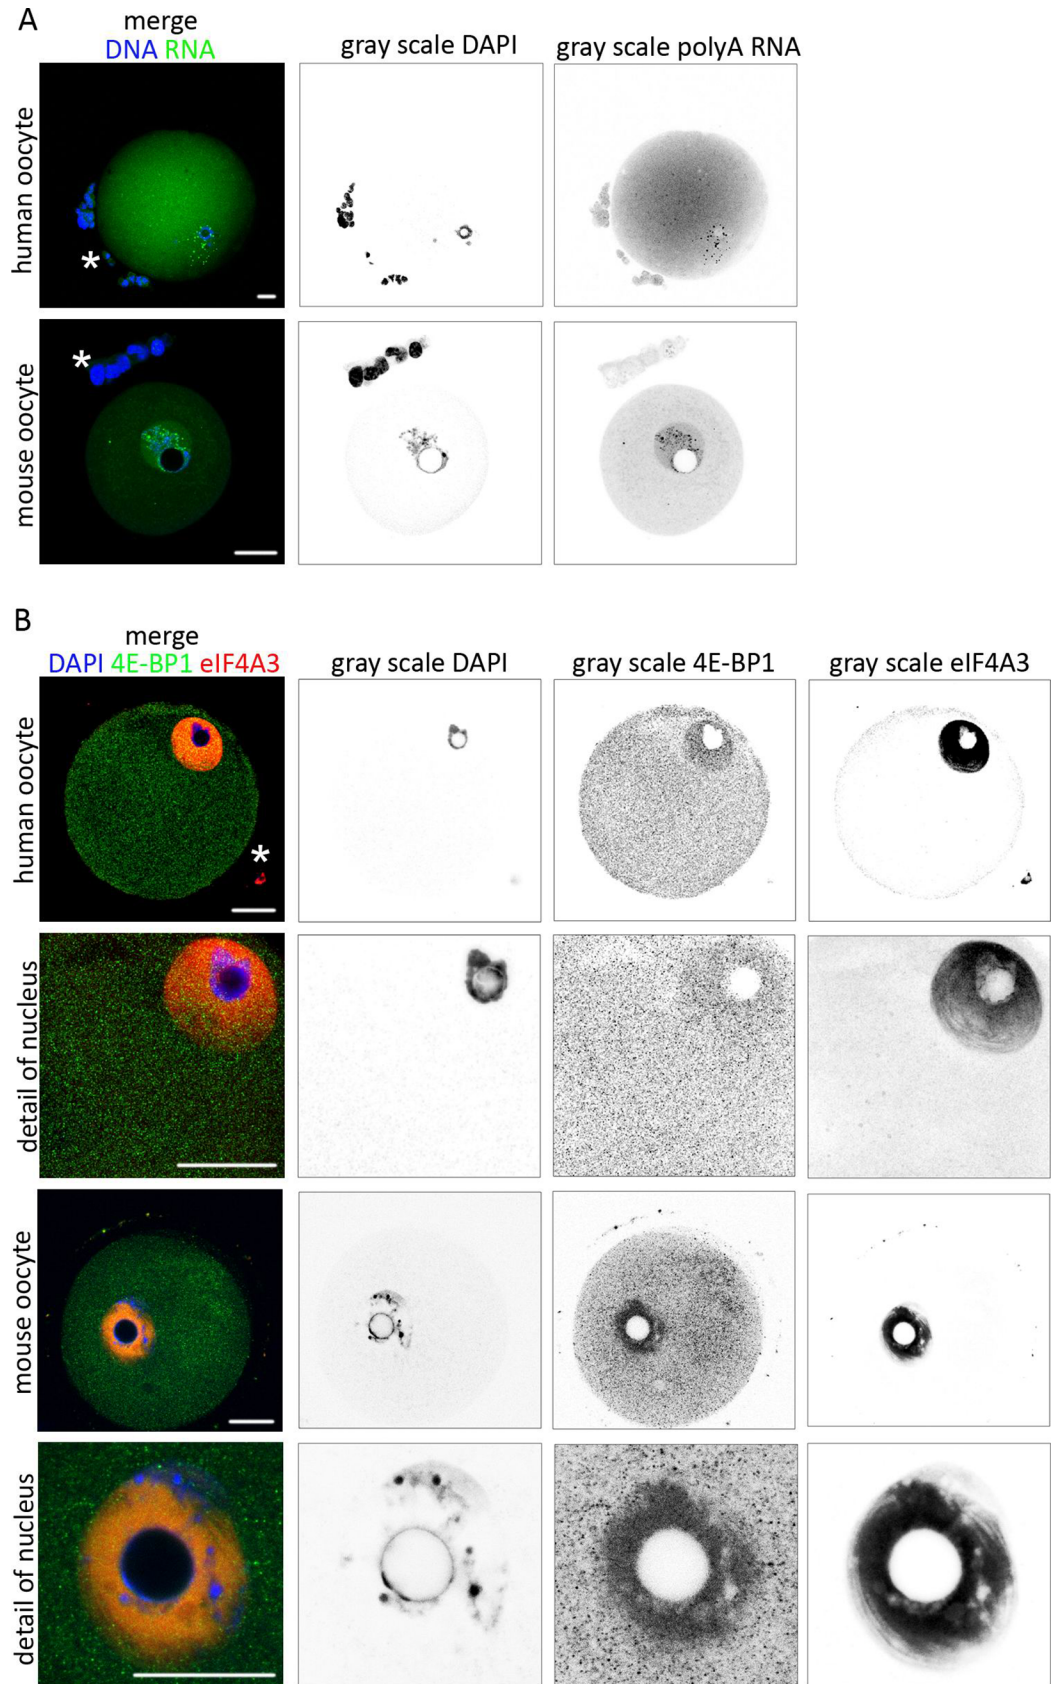 A
merge
DNA RNA
gray scale DAPI
gray scale polyA RNA
human oocyte
*
mouse oocyte
*
B
merge
DAPI 4E-BP1 eIF4A3
gray scale DAPI
gray scale 4E-BP1
gray scale eIF4A3
human oocyte
*
detail of nucleus
mouse oocyte
detail of nucleus